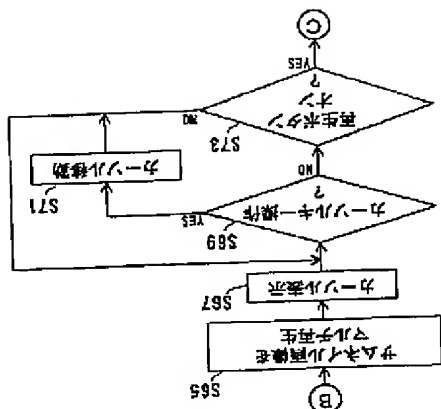 B
S65
サムネイル画像を
マルチ再生
S67
カーソル表示
S69
カーソルキー操作
?
YES
NO
S71
カーソル移動
S73
再生ボタン
オン
?
NO
YES
C